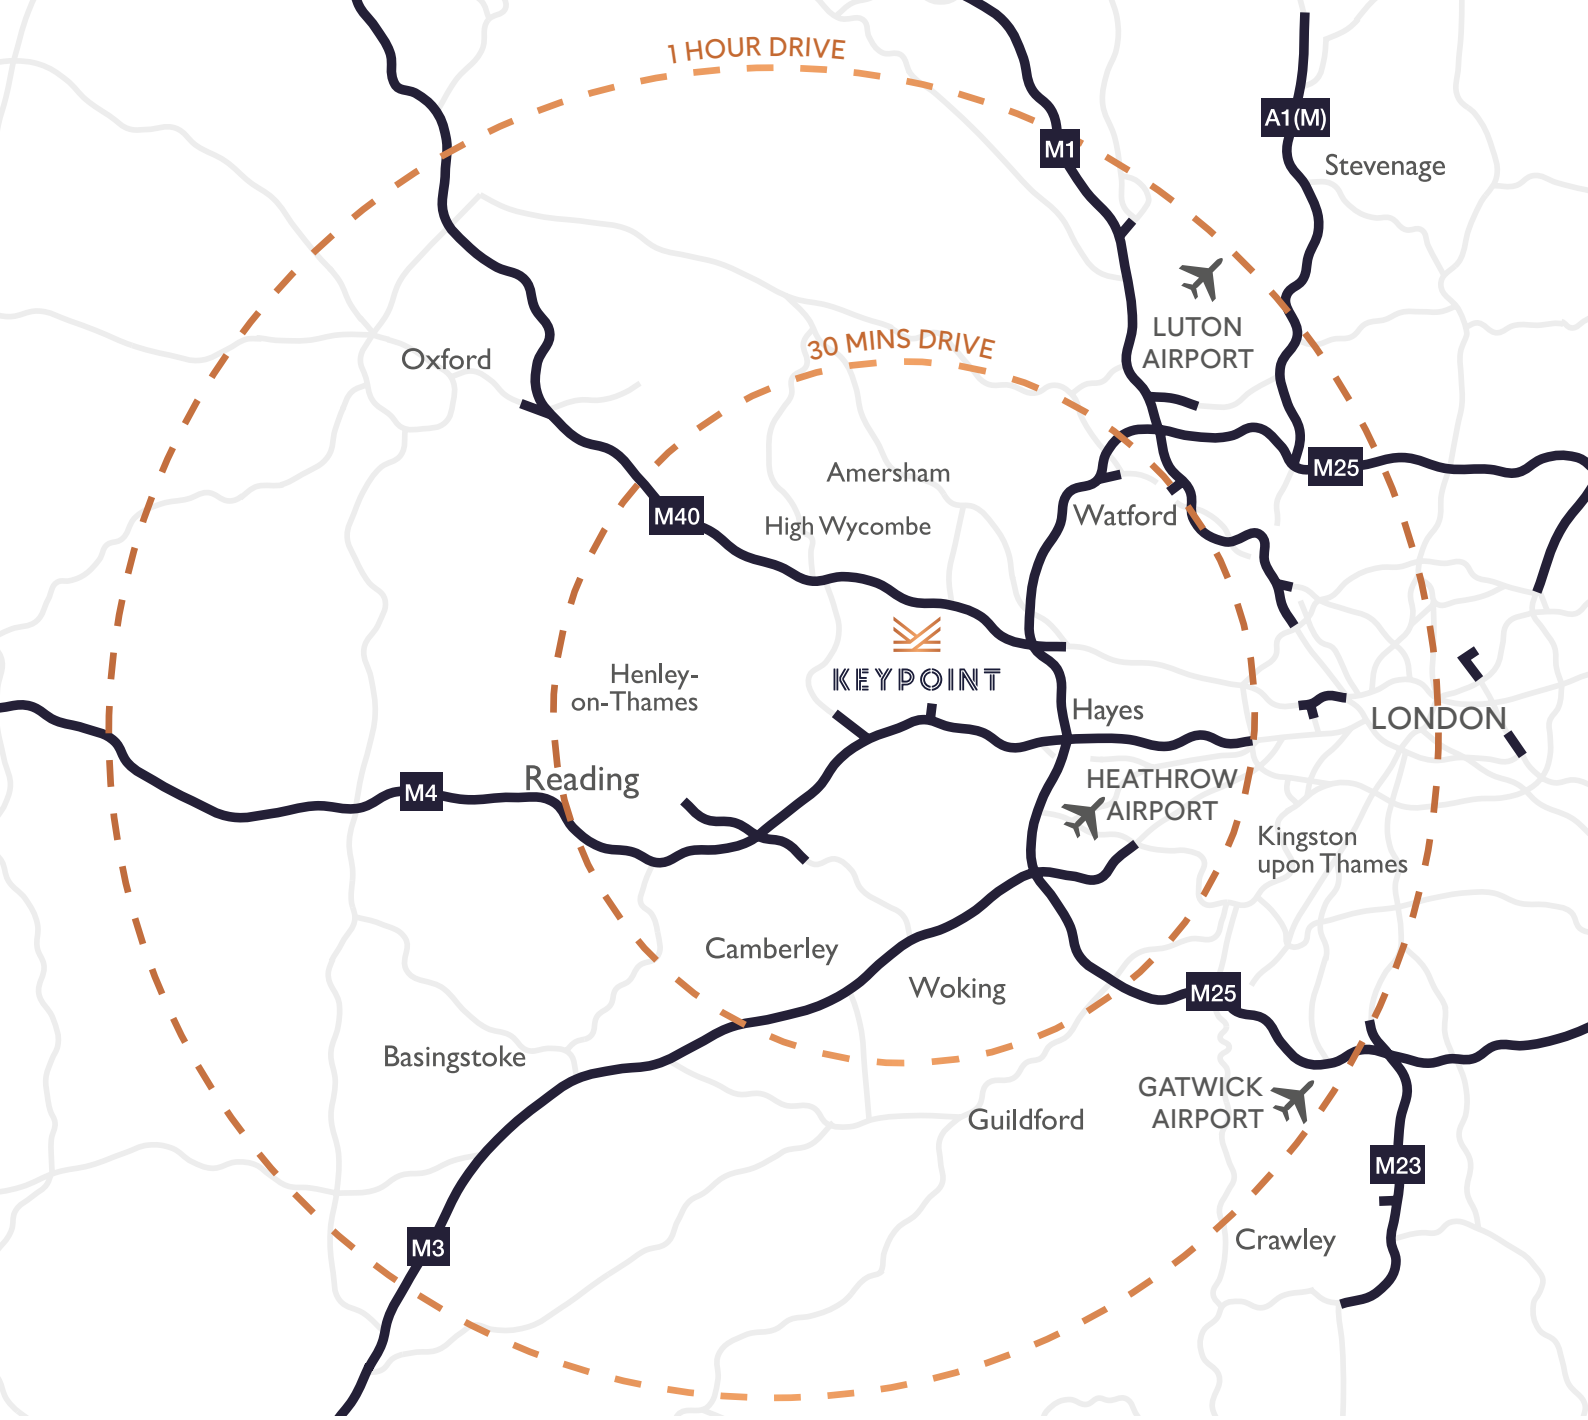 1 HOUR DRIVE
A1(M)
M1
Stevenage
LUTON
AIRPORT
30 MINS DRIVE
Oxford
M25
Amersham
M40
High Wycombe
Watford
KEYPOINT
Henley-
on-Thames
Hayes
LONDON
Reading
M4
HEATHROW
AIRPORT
Kingston
upon Thames
Camberley
Woking
M25
Basingstoke
GATWICK
AIRPORT
Guildford
M23
Crawley
M3